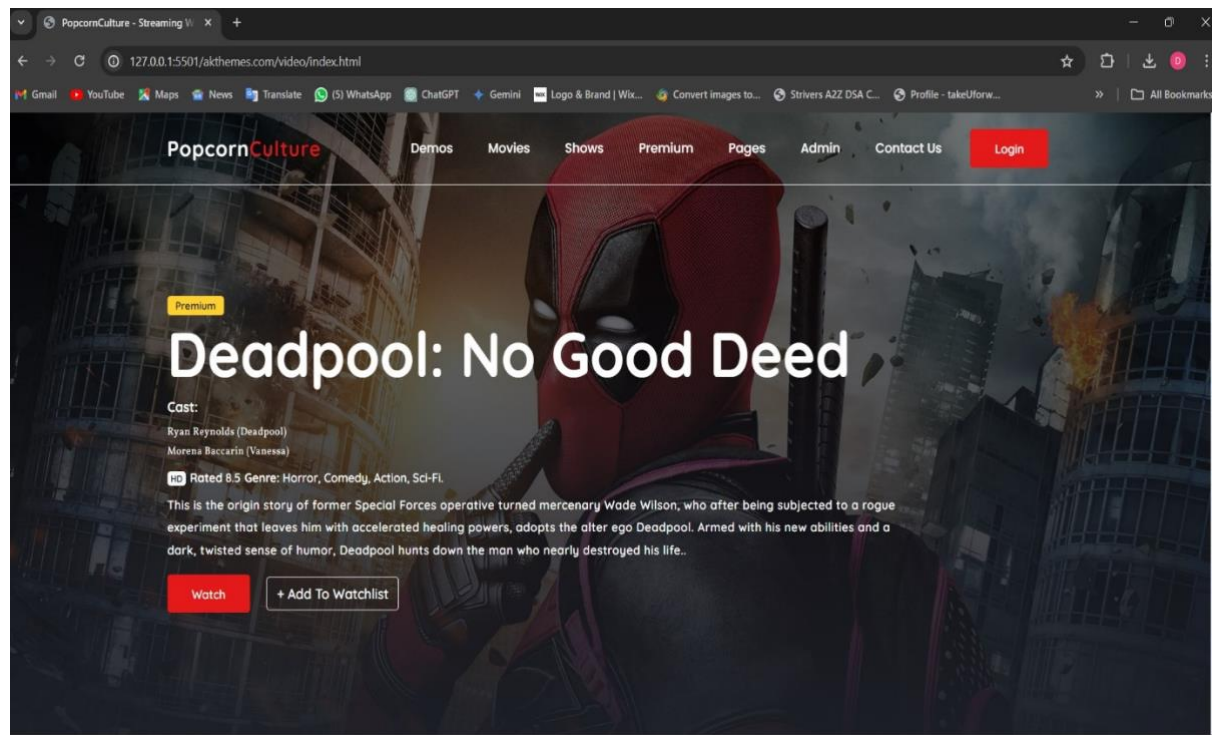 PopcornCulture - Streaming W
127.0.0.1:5501/akthemes.com/video/index.html
D
Gmail YouTube Maps News Translate (5) WhatsApp ChatGPT Gemini WIX Logo & Brand | Wix... Convert images to... Strivers A2Z DSA C... Profile - takeUforw... » All Bookmarks
PopcornCulture Demos Movies Shows Premium Pages Admin Contact Us Login
Premium
Deadpool: No Good Deed
Cast:
Ryan Reynolds (Deadpool)
Morena Baccarin (Vanessa)
HD Rated 8.5 Genre: Horror, Comedy, Action, Sci-Fi.
This is the origin story of former Special Forces operative turned mercenary Wade Wilson, who after being subjected to a rogue
experiment that leaves him with accelerated healing powers, adopts the alter ego Deadpool. Armed with his new abilities and a
dark, twisted sense of humor, Deadpool hunts down the man who nearly destroyed his life..
Watch + Add To Watchlist